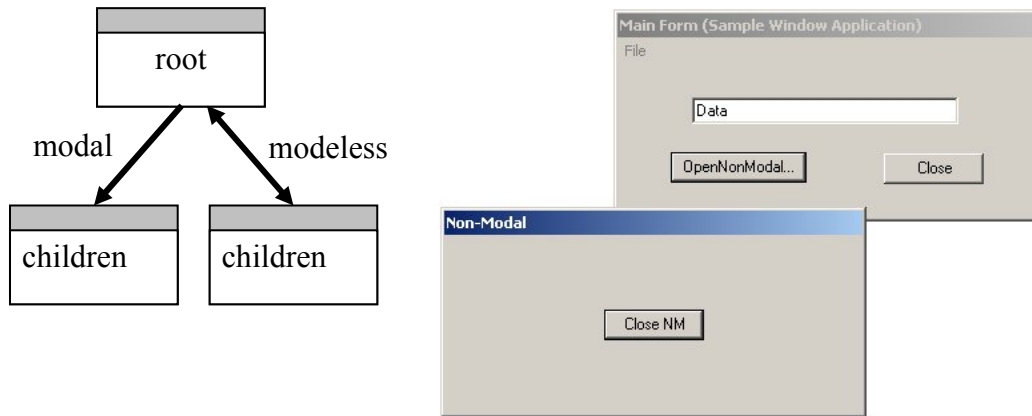 root
modal
modeless
children
children
Main Form (Sample Window Application)
File
Data
OpenNonModal...
Close
Non-Modal
Close NM